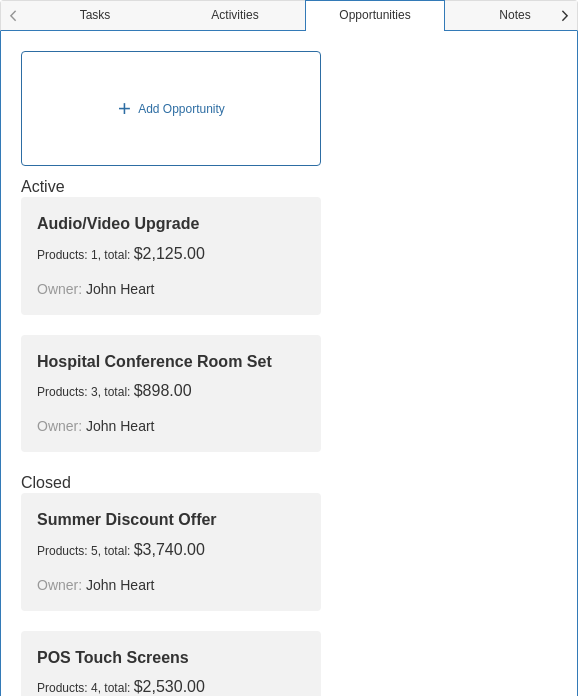 Tasks Activities Opportunities Notes
Add Opportunity
Active
Audio/Video Upgrade
Products: 1, total: $2,125.00
Owner: John Heart
Hospital Conference Room Set
Products: 3, total: $898.00
Owner: John Heart
Closed
Summer Discount Offer
Products: 5, total: $3,740.00
Owner: John Heart
POS Touch Screens
Products: 4, total: $2,530.00